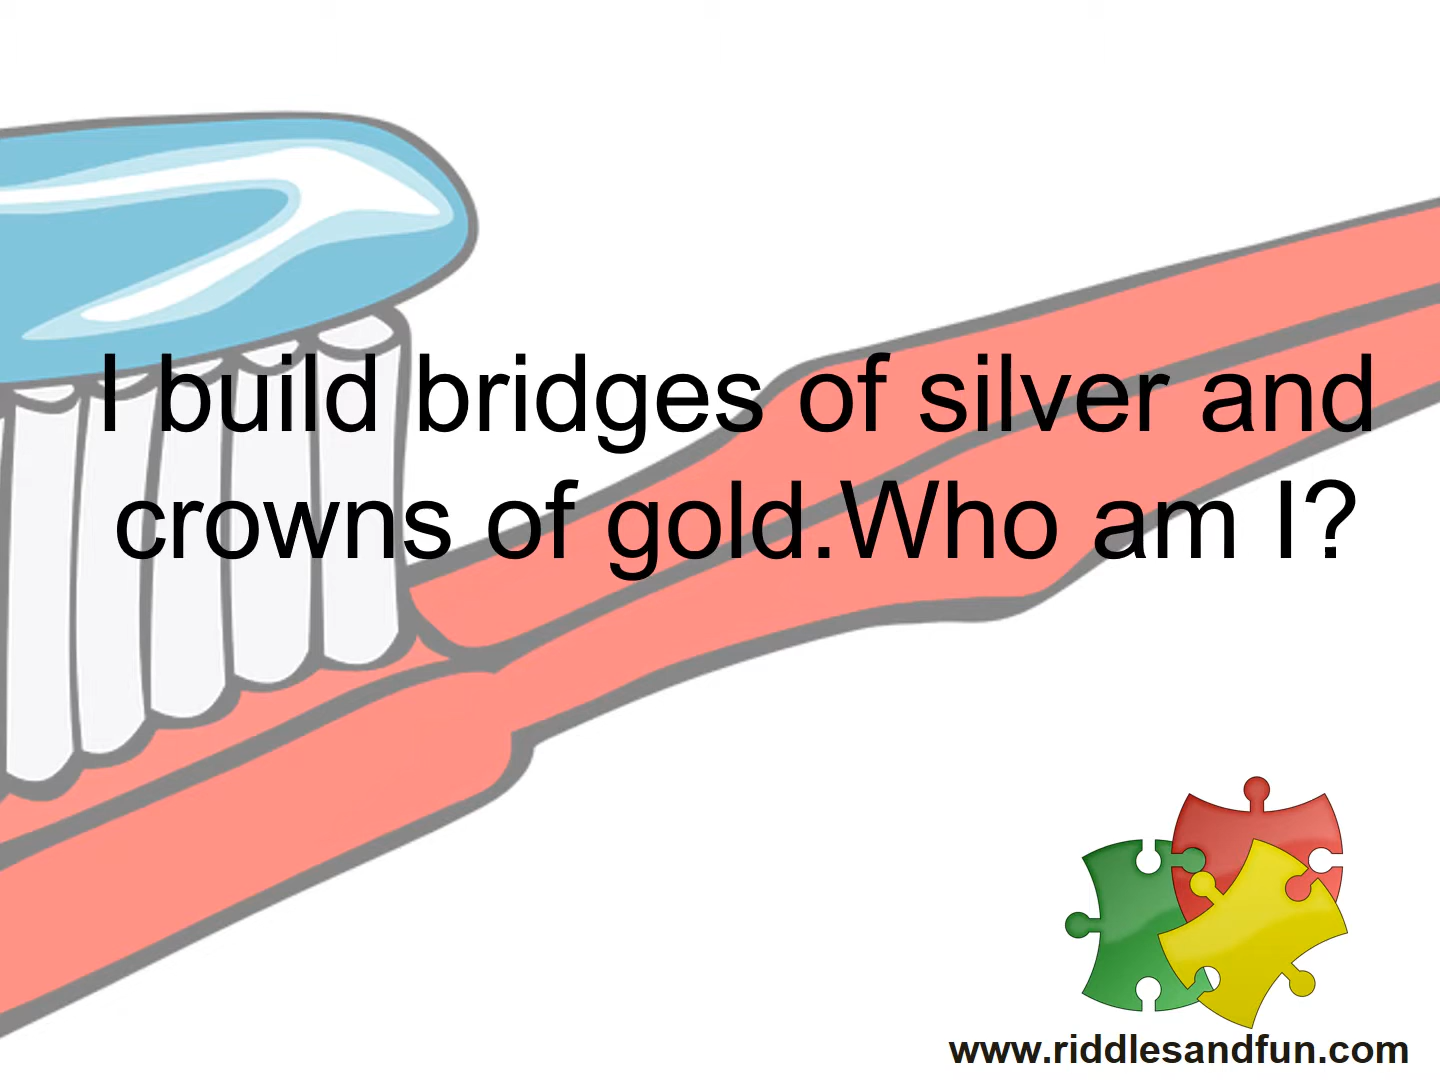 I build bridges of silver and
crowns of gold.Who am I?
www.riddlesandfun.com